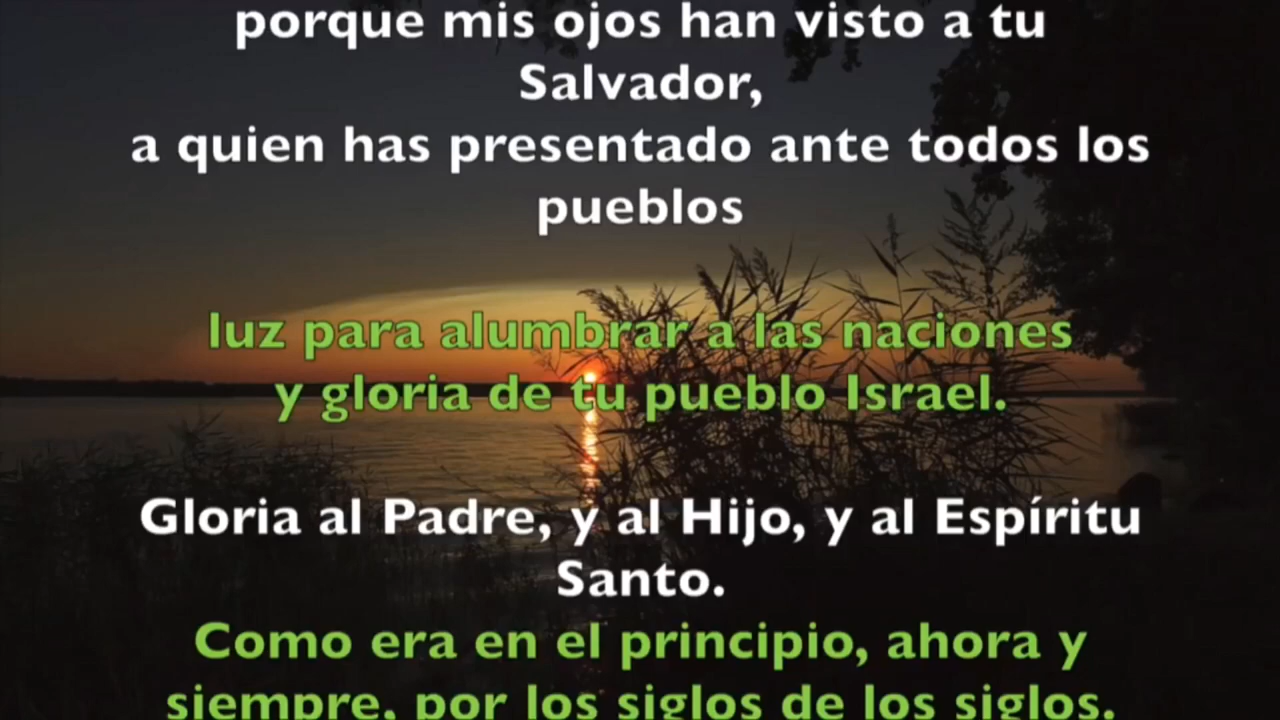 porque mis ojos han visto a tu
Salvador,
a quien has presentado ante todos los
pueblos
luz para alumbrar a las naciones
y gloria de tu pueblo Israel.
Gloria al Padre, y al Hijo, y al Espíritu
Santo.
Como era en el principio, ahora y
siempre, por los siglos de los siglos.